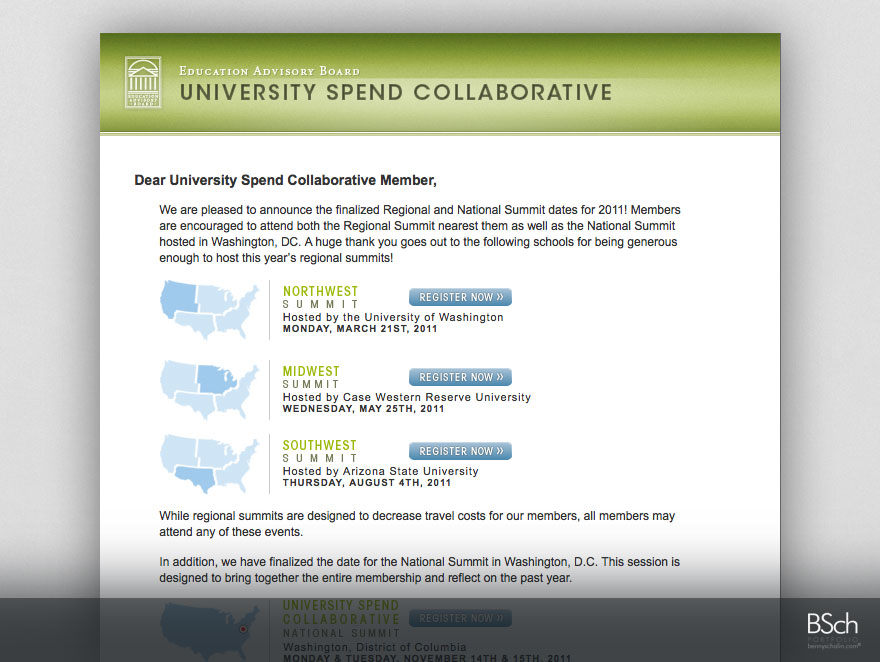 EDUCATION ADVISORY BOARD
EDUCATION ADVISORY BOARD
UNIVERSITY SPEND COLLABORATIVE
Dear University Spend Collaborative Member,
We are pleased to announce the finalized Regional and National Summit dates for 2011! Members
are encouraged to attend both the Regional Summit nearest them as well as the National Summit
hosted in Washington, DC. A huge thank you goes out to the following schools for being generous
enough to host this year's regional summits!
NORTHWEST
SUMMIT
REGISTER NOW »
Hosted by the University of Washington
MONDAY, MARCH 21ST, 2011
MIDWEST
SUMMIT
REGISTER NOW »
Hosted by Case Western Reserve University
WEDNESDAY, MAY 25TH, 2011
SOUTHWEST
SUMMIT
REGISTER NOW »
Hosted by Arizona State University
THURSDAY, AUGUST 4TH, 2011
While regional summits are designed to decrease travel costs for our members, all members may
attend any of these events.
In addition, we have finalized the date for the National Summit in Washington, D.C. This session is
designed to bring together the entire membership and reflect on the past year.
UNIVERSITY SPEND
COLLABORATIVE
NATIONAL SUMMIT
REGISTER NOW »
Washington, District of Columbia
MONDAY & TUESDAY, NOVEMBER 14TH & 15TH, 2011
BSch
PORTFOLIO